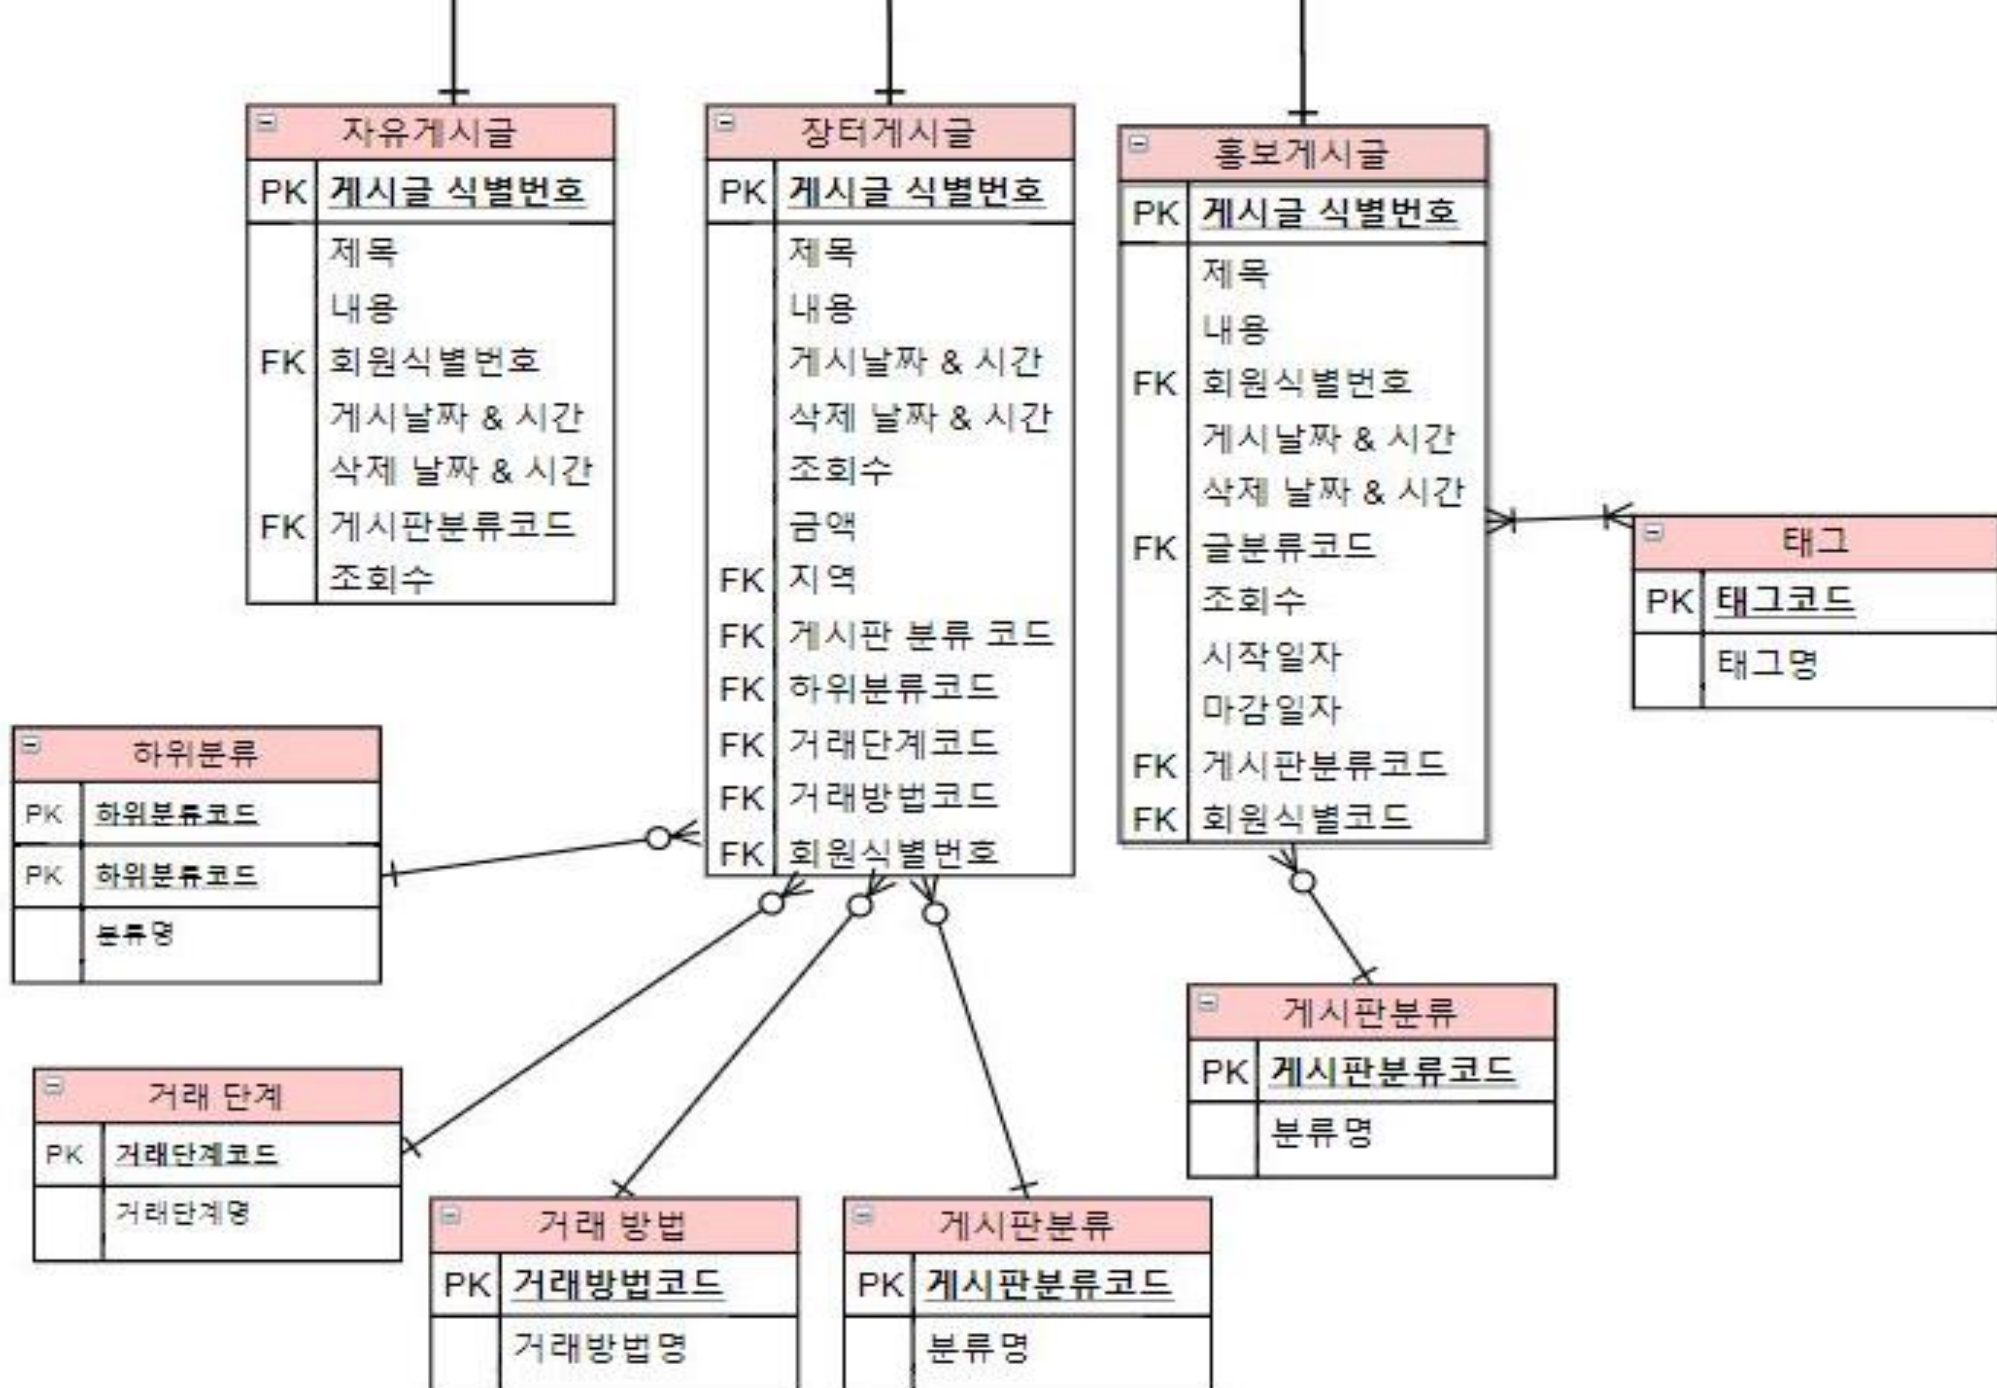 자유게시글
PK 게시글 식별번호
제목
내용
FK 회원식별번호
게시날짜 & 시간
삭제 날짜 & 시간
FK 게시판분류코드
조회수
장터게시글
PK 게시글 식별번호
제목
내용
게시날짜 & 시간
삭제 날짜 & 시간
조회수
금액
FK 지역
FK 게시판 분류 코드
FK 하위분류코드
FK 거래단계코드
FK 거래방법코드
FK 회원식별번호
홍보게시글
PK 게시글 식별번호
제목
내용
FK 회원식별번호
게시날짜 & 시간
삭제 날짜 & 시간
FK 글분류코드
조회수
시작일자
마감일자
FK 게시판분류코드
FK 회원식별코드
태그
PK 태그코드
태그명
하위분류
PK 하위분류코드
PK 하위분류코드
분류명
거래 단계
PK 거래단계코드
거래단계명
거래 방법
PK 거래방법코드
거래방법명
게시판분류
PK 게시판분류코드
분류명
게시판분류
PK 게시판분류코드
분류명